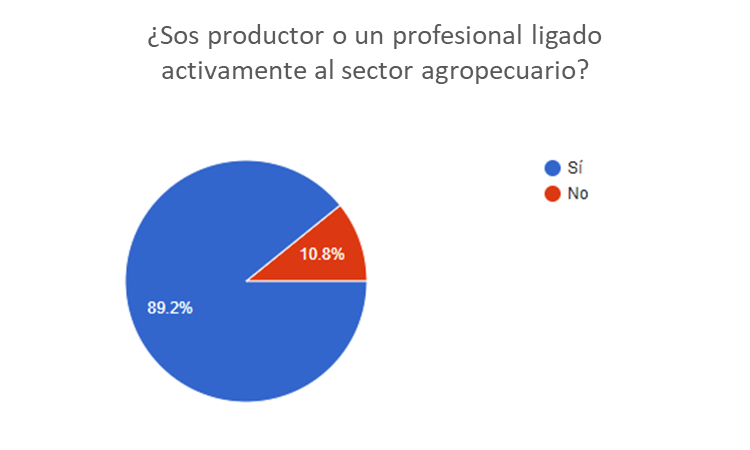 ¿Sos productor o un profesional ligado
activamente al sector agropecuario?
Sí
No
10.8%
89.2%